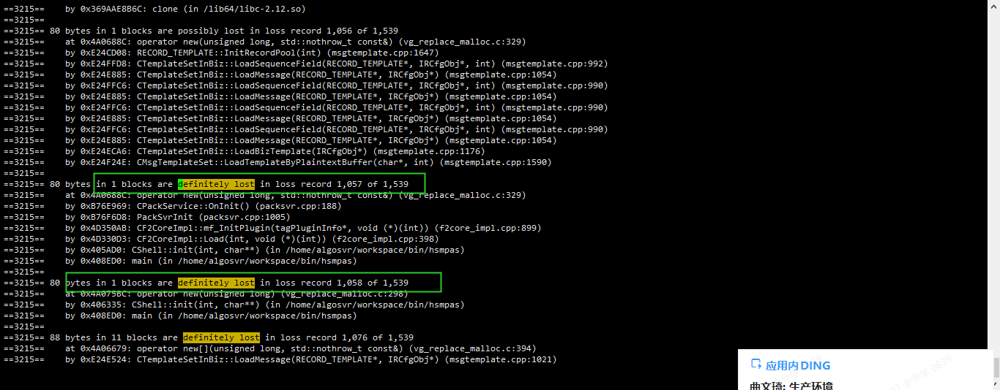 ==3215==    by 0x369AAE8B6C: clone (in /lib64/libc-2.12.so)
==3215==
==3215== 80 bytes in 1 blocks are possibly lost in loss record 1,056 of 1,539
==3215==    at 0x4A0688C: operator new(unsigned long, std::nothrow_t const&) (vg_replace_malloc.c:329)
==3215==    by 0xE24CD08: RECORD_TEMPLATE::InitRecordPool(int) (msgtemplate.cpp:1647)
==3215==    by 0xE24FFD8: CTemplateSetInBiz::LoadSequenceField(RECORD_TEMPLATE*, IRCfgObj*, int) (msgtemplate.cpp:992)
==3215==    by 0xE24E885: CTemplateSetInBiz::LoadMessage(RECORD_TEMPLATE*, IRCfgObj*) (msgtemplate.cpp:1054)
==3215==    by 0xE24FFC6: CTemplateSetInBiz::LoadSequenceField(RECORD_TEMPLATE*, IRCfgObj*, int) (msgtemplate.cpp:990)
==3215==    by 0xE24E885: CTemplateSetInBiz::LoadMessage(RECORD_TEMPLATE*, IRCfgObj*) (msgtemplate.cpp:1054)
==3215==    by 0xE24FFC6: CTemplateSetInBiz::LoadSequenceField(RECORD_TEMPLATE*, IRCfgObj*, int) (msgtemplate.cpp:990)
==3215==    by 0xE24E885: CTemplateSetInBiz::LoadMessage(RECORD_TEMPLATE*, IRCfgObj*) (msgtemplate.cpp:1054)
==3215==    by 0xE24FFC6: CTemplateSetInBiz::LoadSequenceField(RECORD_TEMPLATE*, IRCfgObj*, int) (msgtemplate.cpp:990)
==3215==    by 0xE24E885: CTemplateSetInBiz::LoadMessage(RECORD_TEMPLATE*, IRCfgObj*) (msgtemplate.cpp:1054)
==3215==    by 0xE24ECA6: CTemplateSetInBiz::LoadBizTemplate(IRCfgObj*) (msgtemplate.cpp:1176)
==3215==    by 0xE24F24E: CMsgTemplateSet::LoadTemplateByPlaintextBuffer(char*, int) (msgtemplate.cpp:1590)
==3215==
==3215== 80 bytes in 1 blocks are definitely lost in loss record 1,057 of 1,539
==3215==    at 0x4A0688C: operator new(unsigned long, std::nothrow_t const&) (vg_replace_malloc.c:329)
==3215==    by 0xB76E969: CPackService::OnInit() (packsvr.cpp:188)
==3215==    by 0xB76F6D8: PackSvrInit (packsvr.cpp:1005)
==3215==    by 0x4D350AB: CF2CoreImpl::mf_InitPlugin(tagPluginInfo*, void (*)(int)) (f2core_impl.cpp:899)
==3215==    by 0x4D330D3: CF2CoreImpl::Load(int, void (*)(int)) (f2core_impl.cpp:398)
==3215==    by 0x405AD0: CShell::init(int, char**) (in /home/algosvr/workspace/bin/hsmpas)
==3215==    by 0x408ED0: main (in /home/algosvr/workspace/bin/hsmpas)
==3215==
==3215== 80 bytes in 1 blocks are definitely lost in loss record 1,058 of 1,539
==3215==    at 0x4A075BC: operator new(unsigned long) (vg_replace_malloc.c:298)
==3215==    by 0x406335: CShell::init(int, char**) (in /home/algosvr/workspace/bin/hsmpas)
==3215==    by 0x408ED0: main (in /home/algosvr/workspace/bin/hsmpas)
==3215==
==3215== 88 bytes in 11 blocks are definitely lost in loss record 1,076 of 1,539
==3215==    at 0x4A06679: operator new[](unsigned long, std::nothrow_t const&) (vg_replace_malloc.c:394)
==3215==    by 0xE24E524: CTemplateSetInBiz::LoadMessage(RECORD_TEMPLATE*, IRCfgObj*) (msgtemplate.cpp:1021)
应用内DING
曲文琦: 生产环境
金华学 0839